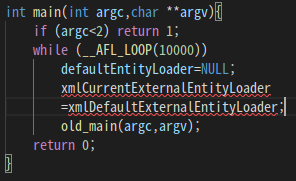 int main(int argc,char **argv){
    if (argc<2) return 1;
    while (__AFL_LOOP(10000))
        defaultEntityLoader=NULL;
        xmlCurrentExternalEntityLoader
        =xmlDefaultExternalEntityLoader;
        old_main(argc,argv);
    return 0;
}